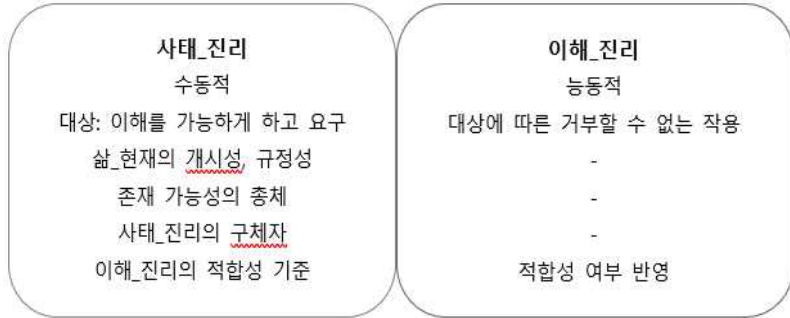 사태_진리
수동적
대상: 이해를 가능하게 하고 요구
삶_현재의 개시성, 규정성
존재 가능성의 총체
사태_진리의 구체자
이해_진리의 적합성 기준
이해_진리
능동적
대상에 따른 거부할 수 없는 작용
-
-
-
적합성 여부 반영